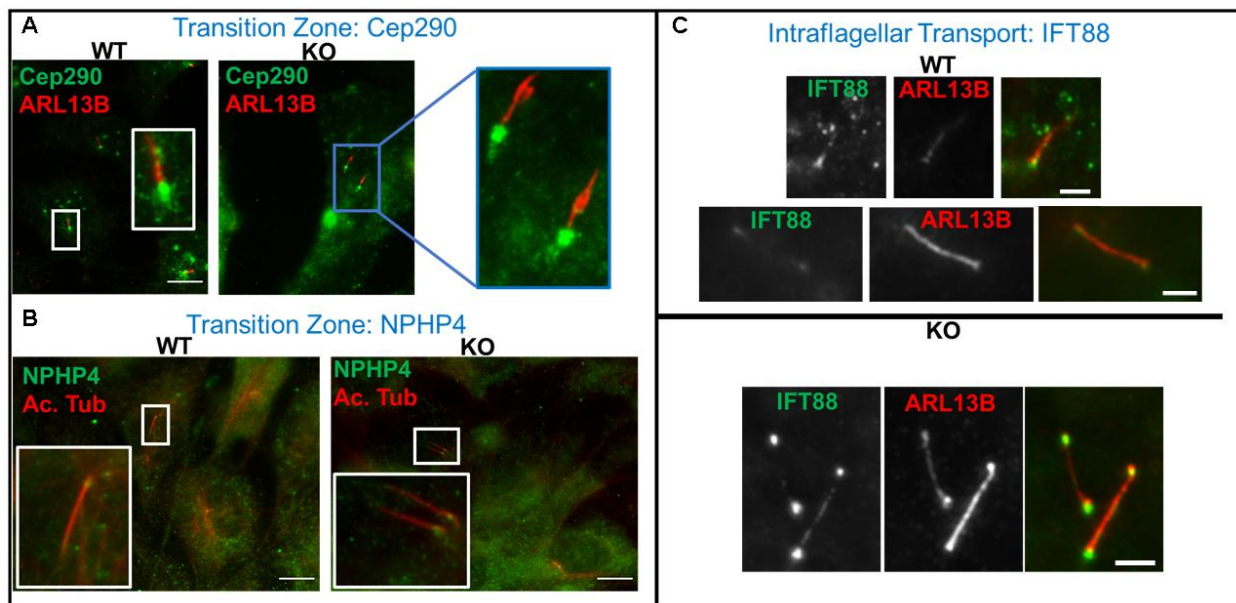 A
Transition Zone: Cep290
WT
KO
Cep290
ARL13B
Cep290
ARL13B
B
Transition Zone: NPHP4
WT
KO
NPHP4
Ac. Tub
NPHP4
Ac. Tub
C
Intraflagellar Transport: IFT88
WT
IFT88
ARL13B
IFT88
ARL13B
KO
IFT88
ARL13B